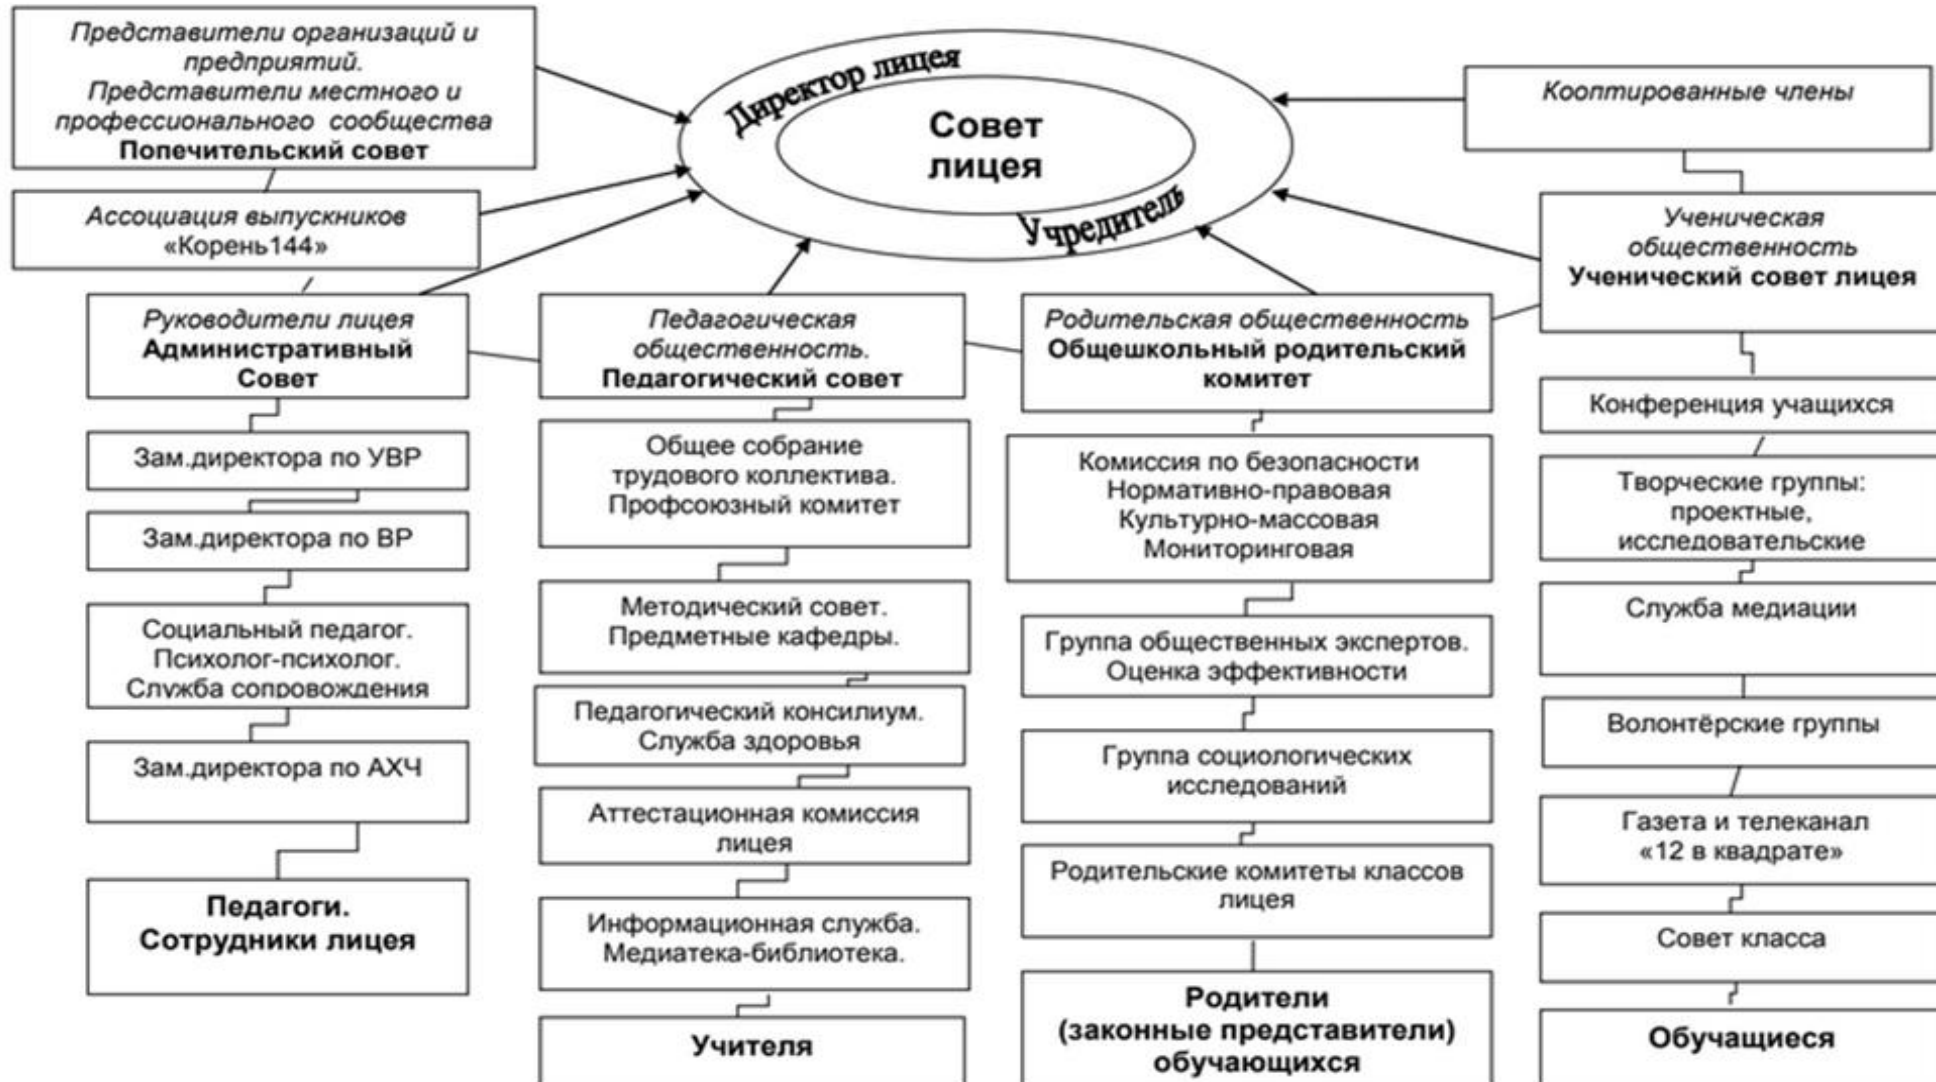 Представители организаций и
предприятий.
Представители местного и
профессионального сообщества
Попечительский совет
Ассоциация выпускников
«Корень144»
Директор лицея
Совет
лицея
Учредитель
Кооптированные члены
Ученическая
общественность
Ученический совет лицея
Руководители лицея
Административный
Совет
Зам.директора по УВР
Зам.директора по ВР
Социальный педагог.
Психолог-психолог.
Служба сопровождения
Зам.директора по АХЧ
Педагоги.
Сотрудники лицея
Педагогическая
общественность.
Педагогический совет
Общее собрание
трудового коллектива.
Профсоюзный комитет
Методический совет.
Предметные кафедры.
Педагогический консилиум.
Служба здоровья
Аттестационная комиссия
лицея
Информационная служба.
Медиатека-библиотека.
Учителя
Родительская общественность
Общешкольный родительский
комитет
Комиссия по безопасности
Нормативно-правовая
Культурно-массовая
Мониторинговая
Группа общественных экспертов.
Оценка эффективности
Группа социологических
исследований
Родительские комитеты классов
лицея
Родители
(законные представители)
обучающихся
Конференция учащихся
Творческие группы:
проектные,
исследовательские
Служба медиации
Волонтёрские группы
Газета и телеканал
«12 в квадрате»
Совет класса
Обучащиеся